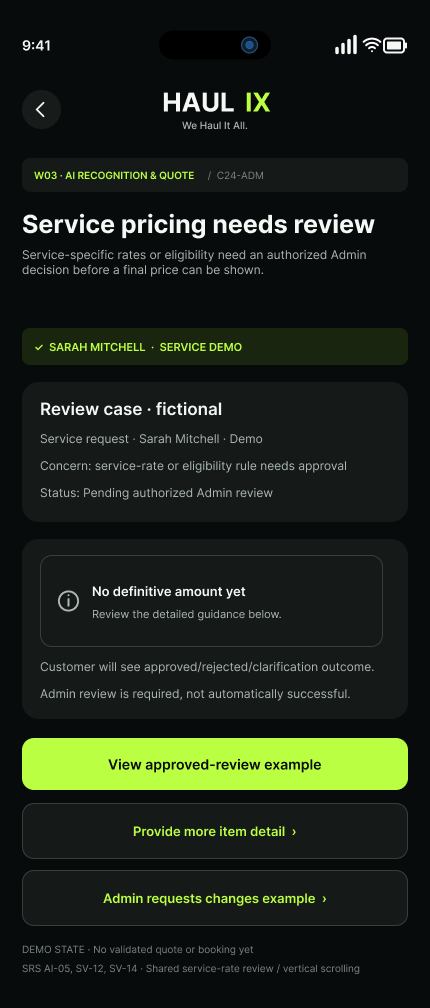 9:41
HAUL IX
We Haul It All.
W03 · AI RECOGNITION & QUOTE / C24-ADM
Service pricing needs review
Service-specific rates or eligibility need an authorized Admin
decision before a final price can be shown.
✓ SARAH MITCHELL · SERVICE DEMO
Review case · fictional
Service request · Sarah Mitchell · Demo
Concern: service-rate or eligibility rule needs approval
Status: Pending authorized Admin review
No definitive amount yet
Review the detailed guidance below.
Customer will see approved/rejected/clarification outcome.
Admin review is required, not automatically successful.
View approved-review example
Provide more item detail ›
Admin requests changes example ›
DEMO STATE · No validated quote or booking yet
SRS AI-05, SV-12, SV-14 · Shared service-rate review / vertical scrolling